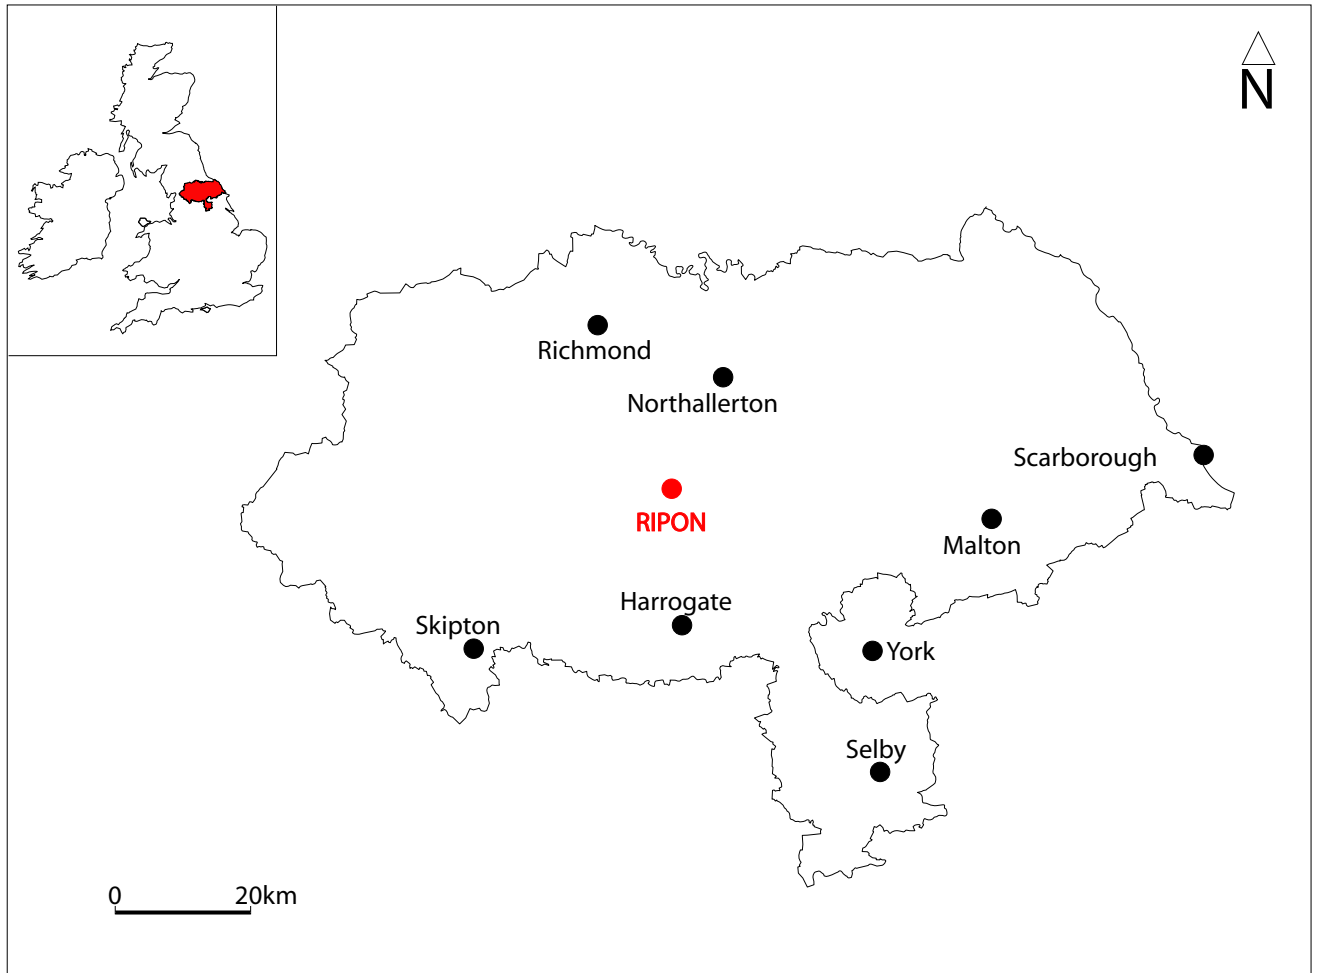 N
Richmond
Northallerton
Scarborough
RIPON
Malton
Harrogate
Skipton
York
Selby
0 20km